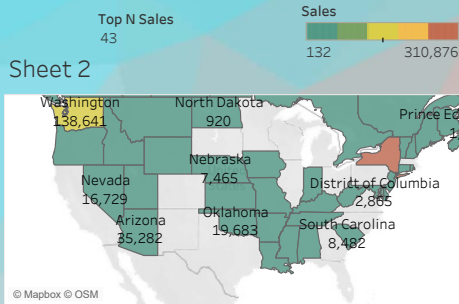 Top N Sales
43
Sales
132
310,876
Sheet 2
Washington
138,641
North Dakota
920
Prince Ed
Nebraska
7,465
Nevada
16,729
District of Columbia
2,865
Arizona
35,282
Oklahoma
19,683
South Carolina
8,482
© Mapbox © OSM